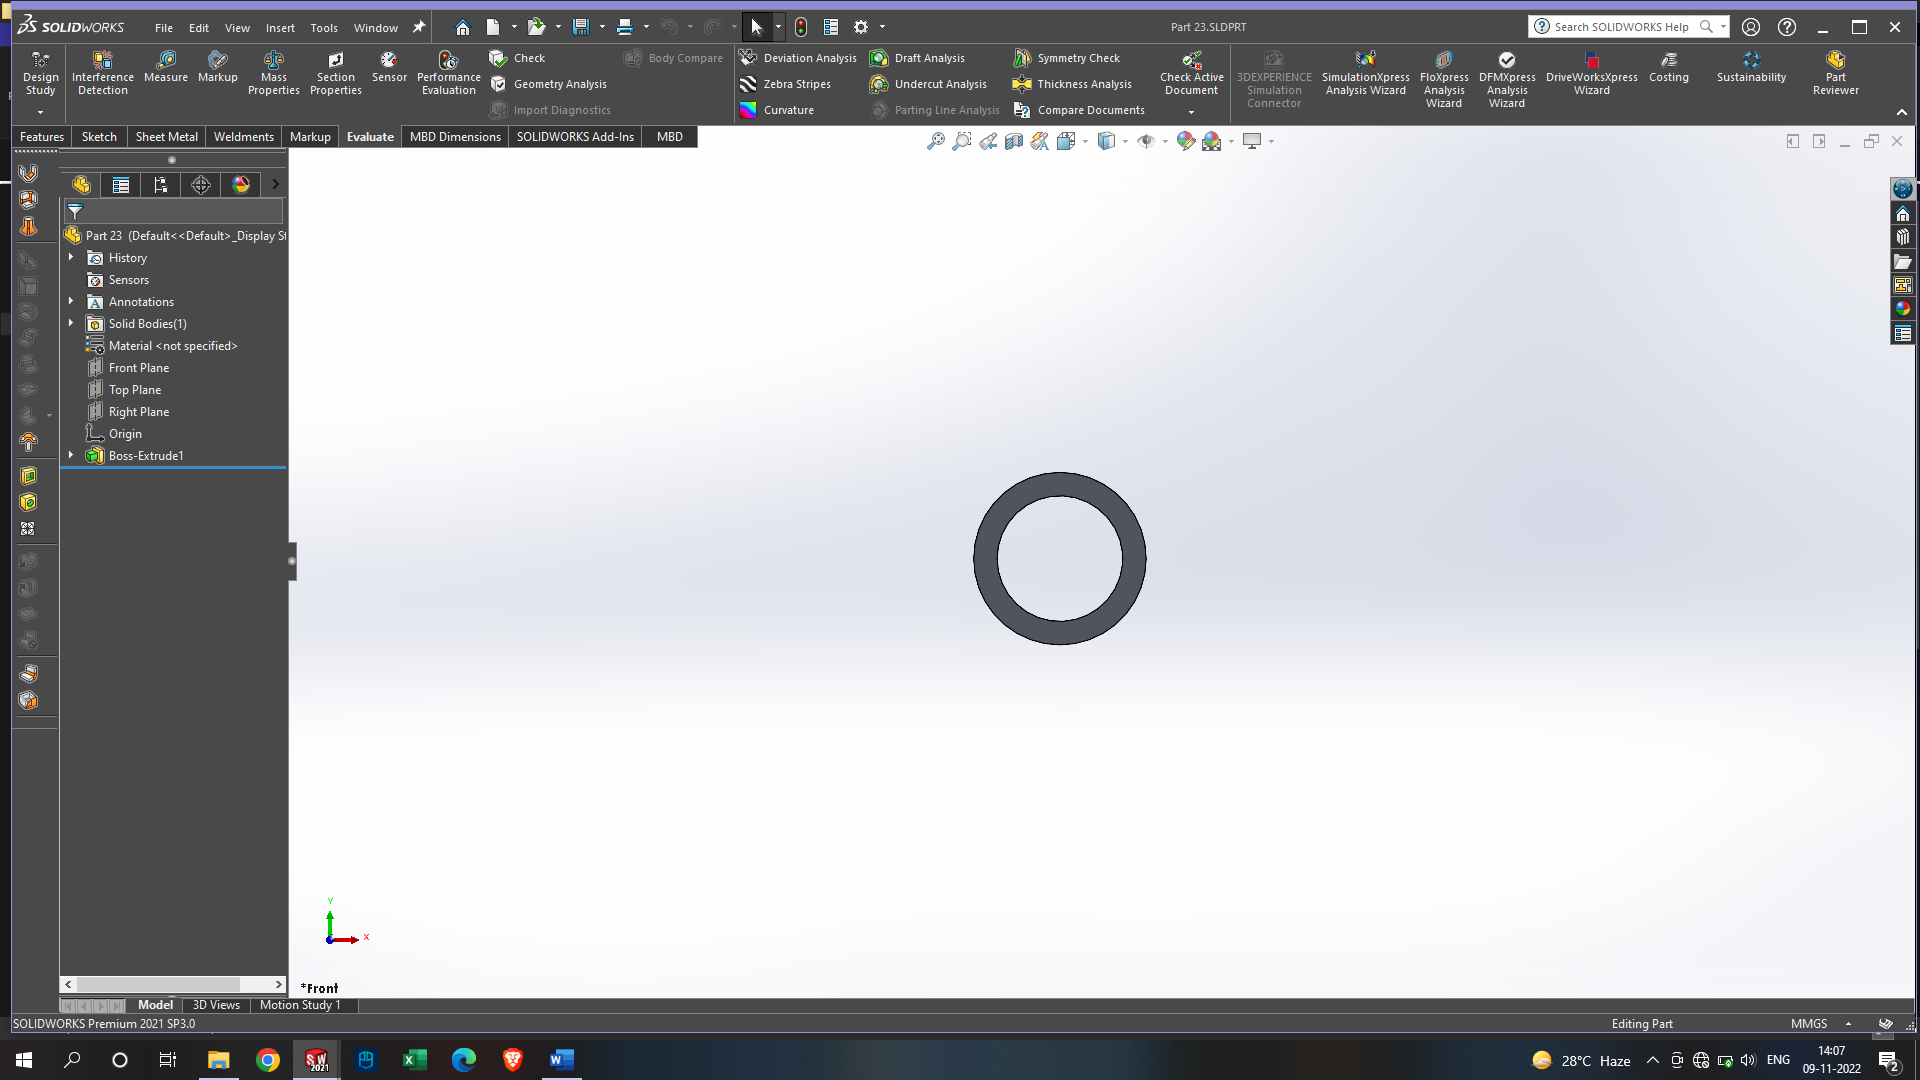 SOLIDWORKS File Edit View Insert Tools Window Part 23.SLDPRT Search SOLIDWORKS Help
Design Study
Interference Detection
Measure
Markup
Mass Properties
Section Properties
Sensor
Performance Evaluation
Check
Geometry Analysis
Import Diagnostics
Body Compare
Deviation Analysis
Zebra Stripes
Curvature
Draft Analysis
Undercut Analysis
Parting Line Analysis
Symmetry Check
Thickness Analysis
Compare Documents
Check Active Document
3DEXPERIENCE Simulation Connector
SimulationXpress Analysis Wizard
FloXpress Analysis Wizard
DFMXpress Analysis Wizard
DriveWorksXpress Wizard
Costing
Sustainability
Part Reviewer
Features Sketch Sheet Metal Weldments Markup Evaluate MBD Dimensions SOLIDWORKS Add-Ins MBD
Part 23 (Default<<Default>_Display St
History
Sensors
Annotations
Solid Bodies(1)
Material <not specified>
Front Plane
Top Plane
Right Plane
Origin
Boss-Extrude1
Y
X
*Front
Model 3D Views Motion Study 1
SOLIDWORKS Premium 2021 SP3.0 Editing Part MMGS
28°C Haze ENG 14:07
09-11-2022
2